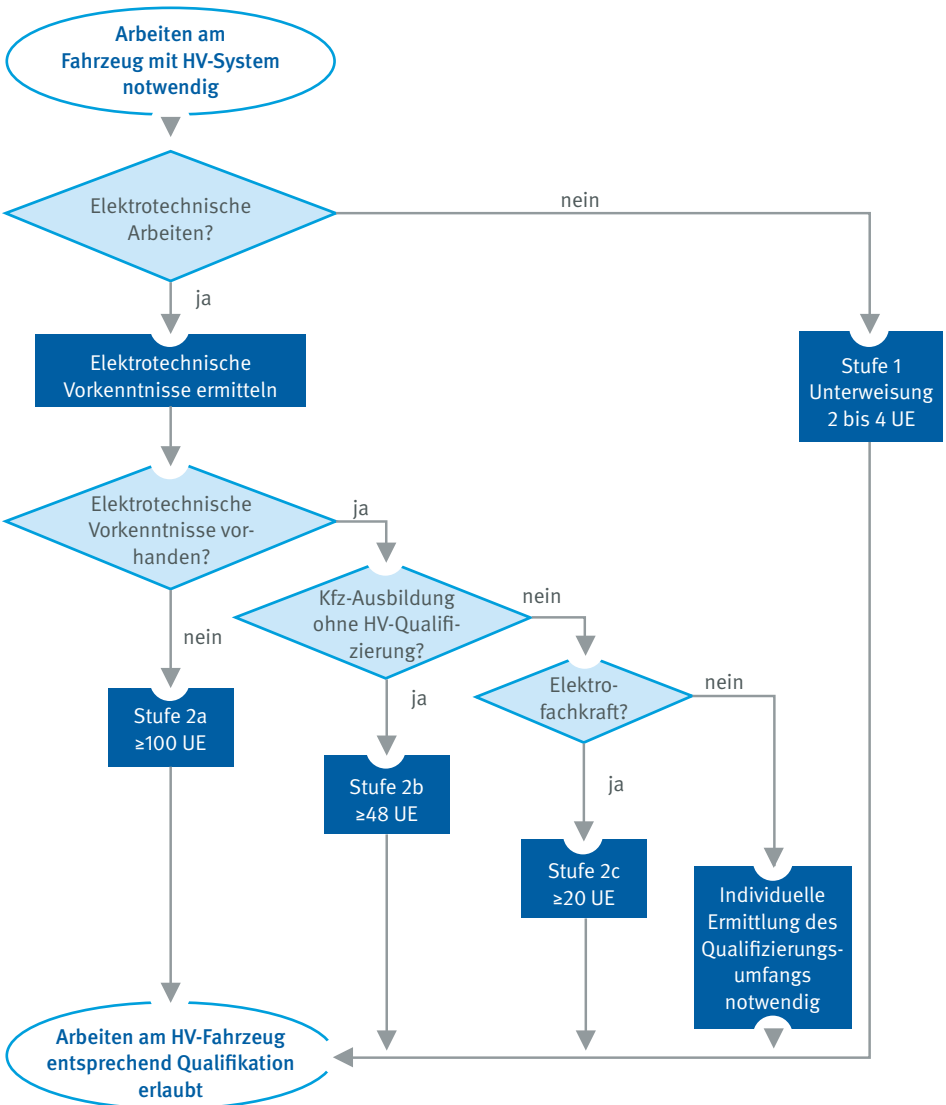 Arbeiten am
Fahrzeug mit HV-System
notwendig
Elektrotechnische
Arbeiten?
nein
ja
Elektrotechnische
Vorkenntnisse ermitteln
Stufe 1
Unterweisung
2 bis 4 UE
Elektrotechnische
Vorkenntnisse vor-
handen?
ja
Kfz-Ausbildung
ohne HV-Qualifi-
zierung?
nein
nein
Elektro-
fachkraft?
nein
ja
Stufe 2a
≥100 UE
Stufe 2b
≥48 UE
ja
Stufe 2c
≥20 UE
Individuelle
Ermittlung des
Qualifizierungs-
umfangs
notwendig
Arbeiten am HV-Fahrzeug
entsprechend Qualifikation
erlaubt